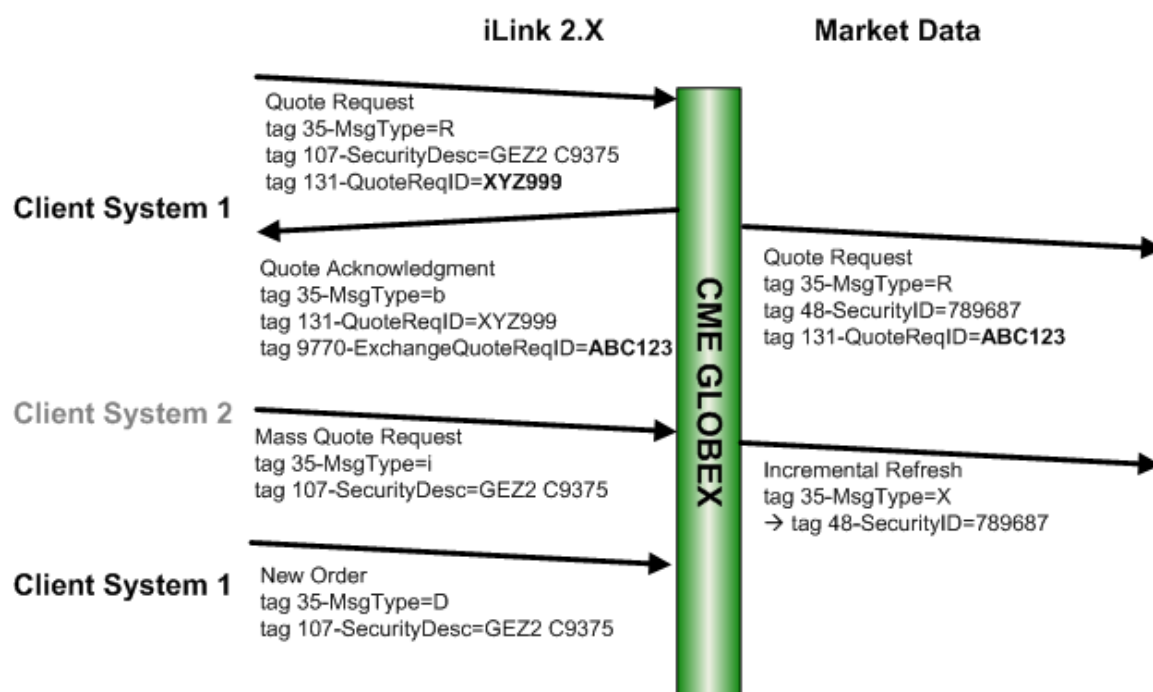 iLink 2.X
Market Data
Quote Request
tag 35-MsgType=R
tag 107-SecurityDesc=GEZ2 C9375
tag 131-QuoteReqID=XYZ999
Client System 1
Quote Acknowledgment
tag 35-MsgType=b
tag 131-QuoteReqID=XYZ999
tag 9770-ExchangeQuoteReqID=ABC123
Quote Request
tag 35-MsgType=R
tag 48-SecurityID=789687
tag 131-QuoteReqID=ABC123
CME GLOBEX
Client System 2
Mass Quote Request
tag 35-MsgType=i
tag 107-SecurityDesc=GEZ2 C9375
Incremental Refresh
tag 35-MsgType=X
→ tag 48-SecurityID=789687
Client System 1
New Order
tag 35-MsgType=D
tag 107-SecurityDesc=GEZ2 C9375